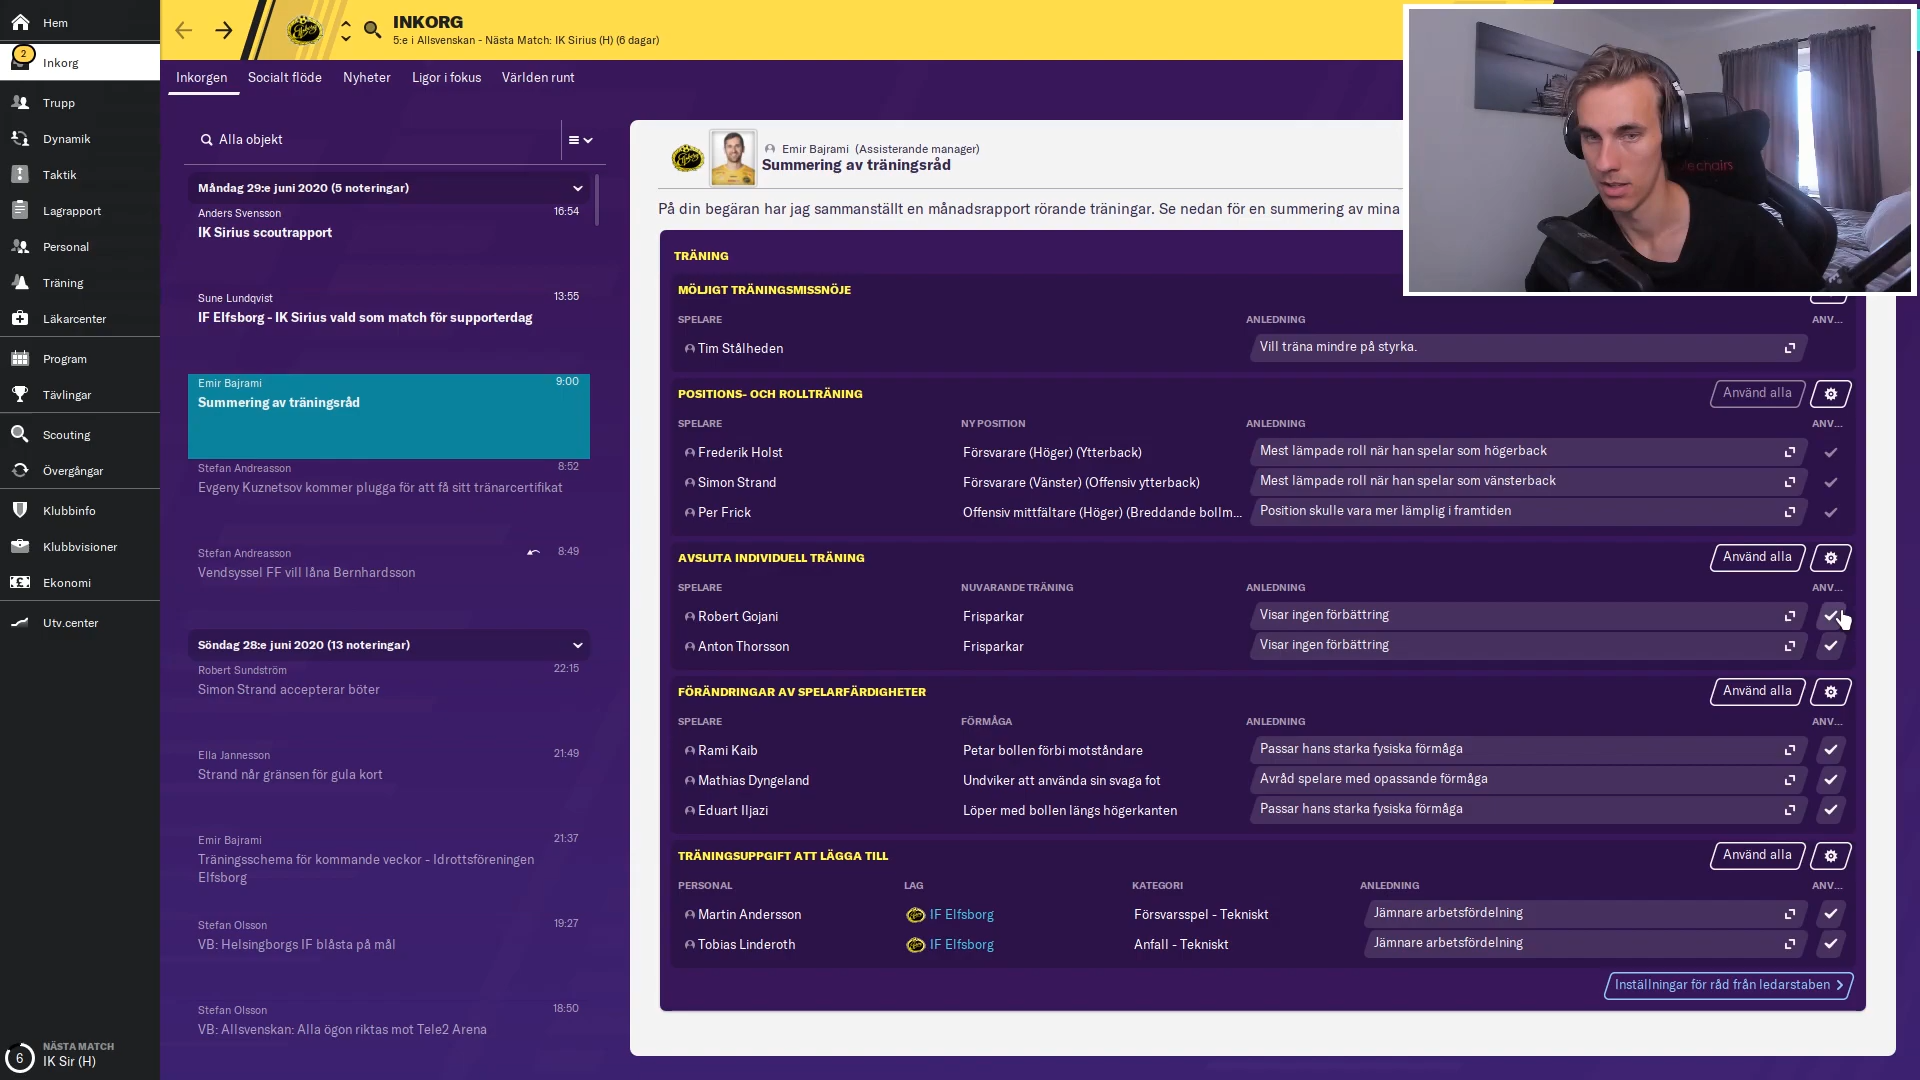 Hem
2
Inkorg
Trupp
Dynamik
Taktik
Lagrapport
Personal
Träning
Läkarcenter
Program
Tävlingar
Scouting
Övergångar
Klubbinfo
Klubbvisioner
Ekonomi
Utv.center
6
NÄSTA MATCH
IK Sir (H)
INKORG
5:e i Allsvenskan - Nästa Match: IK Sirius (H) (6 dagar)
Inkorgen Socialt flöde Nyheter Ligor i fokus Världen runt
Alla objekt
Måndag 29:e juni 2020 (5 noteringar)
Anders Svensson 16:54
IK Sirius scoutrapport
Sune Lundqvist 13:55
IF Elfsborg - IK Sirius vald som match för supporterdag
Emir Bajrami 9:00
Summering av träningsråd
Stefan Andreasson 8:52
Evgeny Kuznetsov kommer plugga för att få sitt tränarcertifikat
Stefan Andreasson 8:49
Vendsyssel FF vill låna Bernhardsson
Söndag 28:e juni 2020 (13 noteringar)
Robert Sundström 22:15
Simon Strand accepterar böter
Ella Jannesson 21:49
Strand når gränsen för gula kort
Emir Bajrami 21:37
Träningsschema för kommande veckor - Idrottsföreningen
Elfsborg
Stefan Olsson 19:27
VB: Helsingborgs IF blåsta på mål
Stefan Olsson 18:50
VB: Allsvenskan: Alla ögon riktas mot Tele2 Arena
Emir Bajrami (Assisterande manager)
Summering av träningsråd
På din begäran har jag sammanställt en månadsrapport rörande träningar. Se nedan för en summering av mina
TRÄNING
MÖLJIGT TRÄNINGSMISSNÖJE
SPELARE ANLEDNING ANV...
Tim Stålheden Vill träna mindre på styrka.
POSITIONS- OCH ROLLTRÄNING Använd alla
SPELARE NY POSITION ANLEDNING ANV...
Frederik Holst Försvarare (Höger) (Ytterback) Mest lämpade roll när han spelar som högerback
Simon Strand Försvarare (Vänster) (Offensiv ytterback) Mest lämpade roll när han spelar som vänsterback
Per Frick Offensiv mittfältare (Höger) (Breddande bollm... Position skulle vara mer lämplig i framtiden
AVSLUTA INDIVIDUELL TRÄNING Använd alla
SPELARE NUVARANDE TRÄNING ANLEDNING ANV...
Robert Gojani Frisparkar Visar ingen förbättring
Anton Thorsson Frisparkar Visar ingen förbättring
FÖRÄNDRINGAR AV SPELARFÄRDIGHETER Använd alla
SPELARE FÖRMÅGA ANLEDNING ANV...
Rami Kaib Petar bollen förbi motståndare Passar hans starka fysiska förmåga
Mathias Dyngeland Undviker att använda sin svaga fot Avråd spelare med opassande förmåga
Eduart Iljazi Löper med bollen längs högerkanten Passar hans starka fysiska förmåga
TRÄNINGSUPPGIFT ATT LÄGGA TILL Använd alla
PERSONAL LAG KATEGORI ANLEDNING ANV...
Martin Andersson IF Elfsborg Försvarsspel - Tekniskt Jämnare arbetsfördelning
Tobias Linderoth IF Elfsborg Anfall - Tekniskt Jämnare arbetsfördelning
Inställningar för råd från ledarstaben